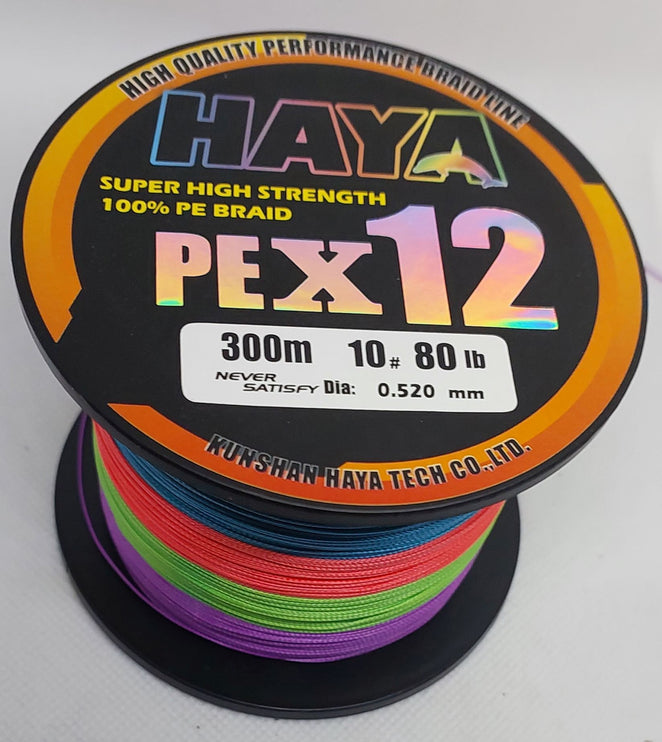 HIGH QUALITY PERFORMANCE BRAID LINE
HAYA
SUPER HIGH STRENGTH
100% PE BRAID
PEX12
300m 10# 80 lb
NEVER SATISFY Dia: 0.520 mm
KUNSHAN HAYA TECH CO.,LTD.